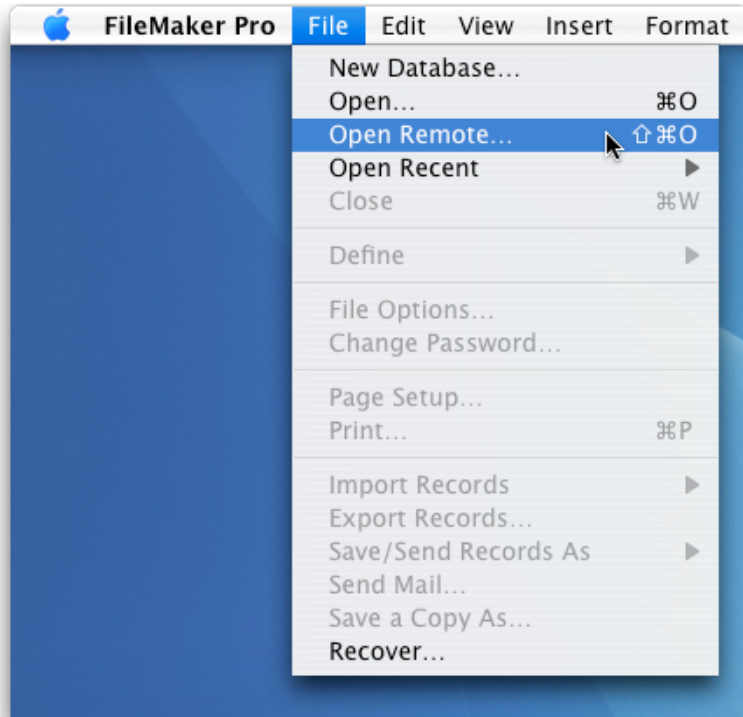 FileMaker Pro File Edit View Insert Format
New Database...
Open... ⌘O
Open Remote... ⇧⌘O
Open Recent
Close ⌘W
Define
File Options...
Change Password...
Page Setup...
Print... ⌘P
Import Records
Export Records...
Save/Send Records As
Send Mail...
Save a Copy As...
Recover...